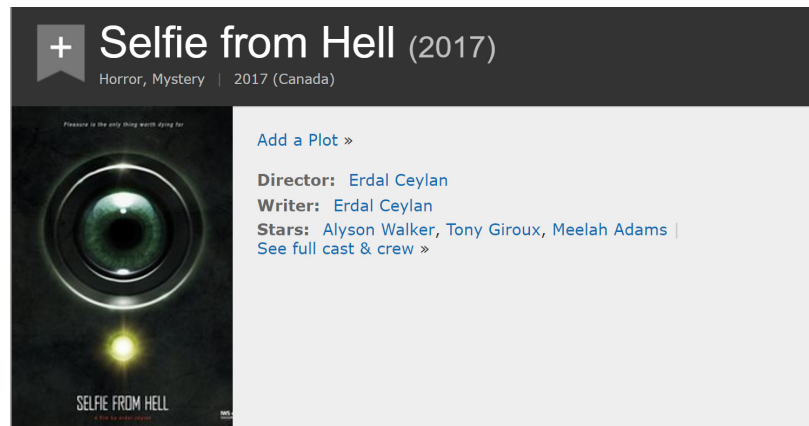 + Selfie from Hell (2017)
Horror, Mystery | 2017 (Canada)
Pleasure is the only thing worth dying for
Add a Plot »
Director: Erdal Ceylan
Writer: Erdal Ceylan
Stars: Alyson Walker, Tony Giroux, Meelah Adams |
See full cast & crew »
SELFIE FROM HELL
a film by erdal ceylan